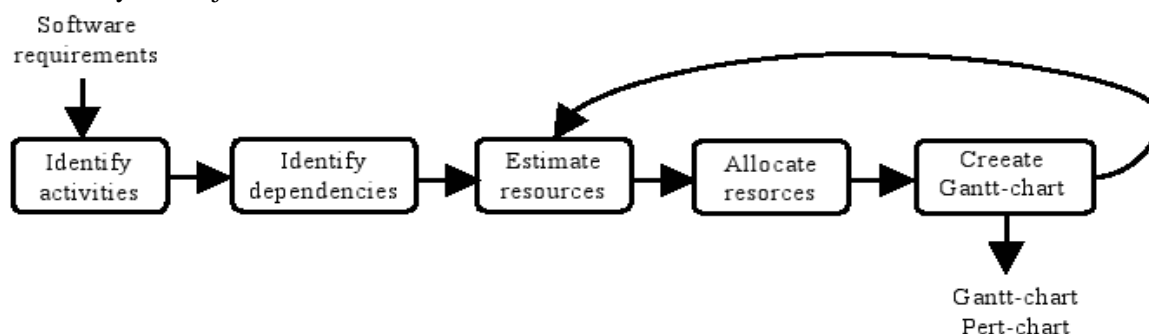 Software
requirements
Identify
activities
Identify
dependencies
Estimate
resources
Allocate
resorces
Creeate
Gantt-chart
Gantt-chart
Pert-chart